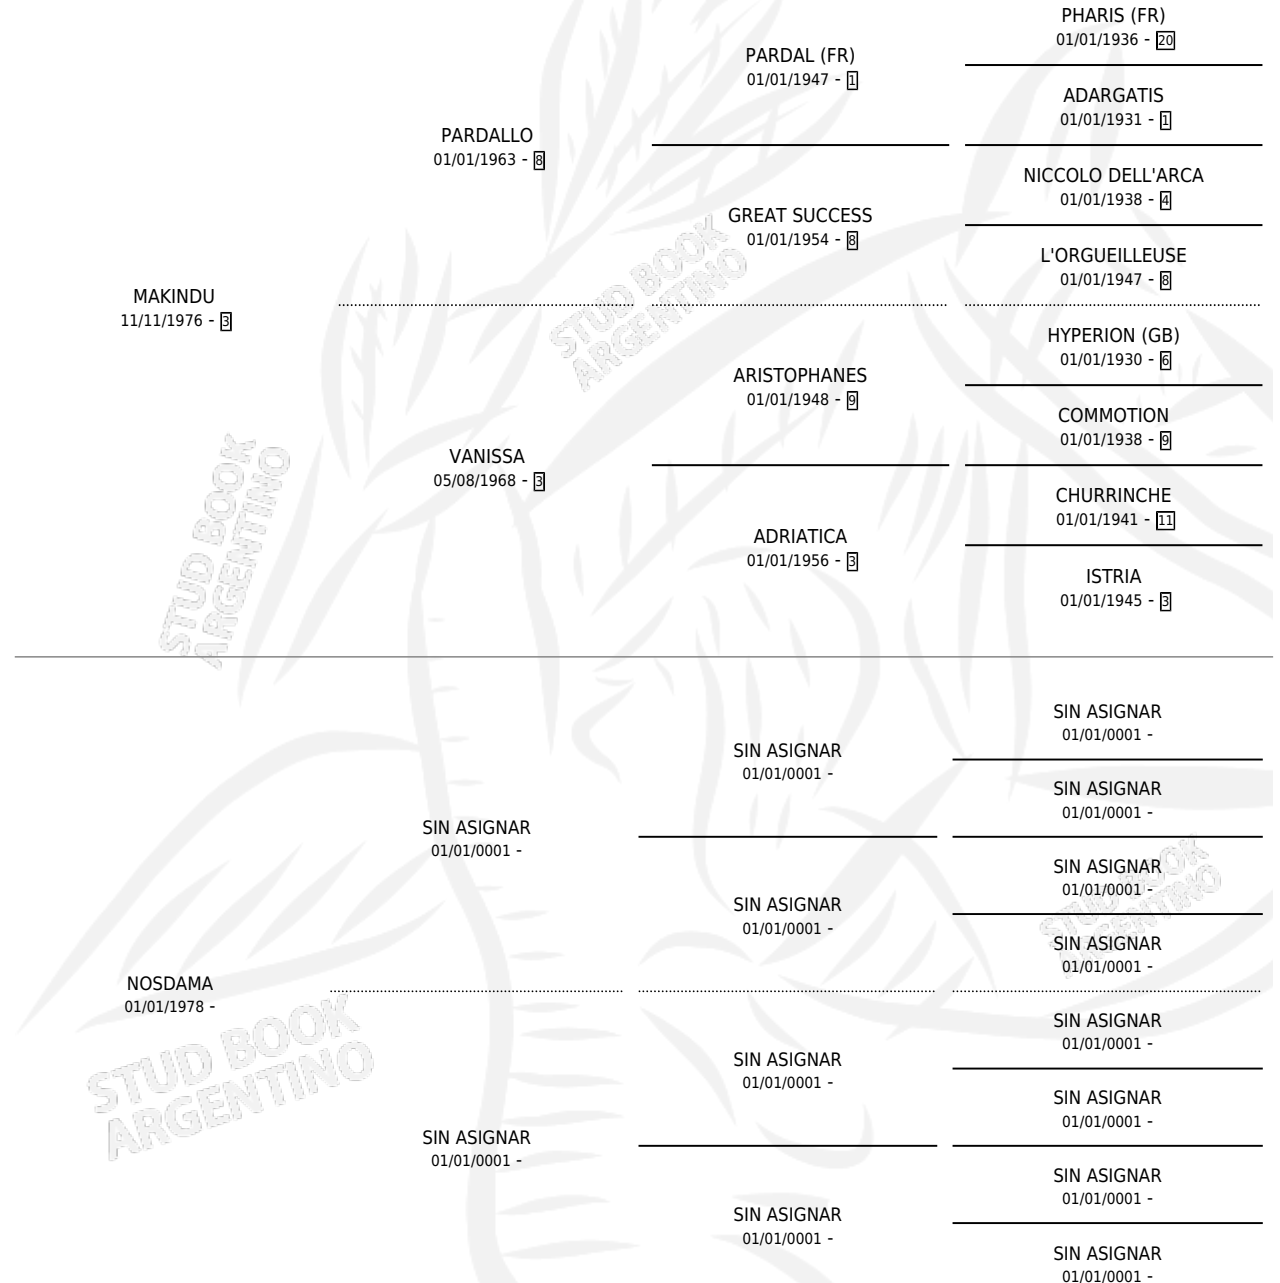 PHARIS (FR)
01/01/1936 - 20
PARDAL (FR)
01/01/1947 - 1
ADARGATIS
01/01/1931 - 1
PARDALLO
01/01/1963 - 8
NICCOLO DELL'ARCA
01/01/1938 - 4
GREAT SUCCESS
01/01/1954 - 8
L'ORGUEILLEUSE
01/01/1947 - 8
MAKINDU
11/11/1976 - 3
HYPERION (GB)
01/01/1930 - 6
ARISTOPHANES
01/01/1948 - 9
COMMOTION
01/01/1938 - 9
VANISSA
05/08/1968 - 3
CHURRINCHE
01/01/1941 - 11
ADRIATICA
01/01/1956 - 3
ISTRIA
01/01/1945 - 3
STUD BOOK
ARGENTINO
STUD BOOK
ARGENTINO
SIN ASIGNAR
01/01/0001 -
SIN ASIGNAR
01/01/0001 -
SIN ASIGNAR
01/01/0001 -
SIN ASIGNAR
01/01/0001 -
SIN ASIGNAR
01/01/0001 -
SIN ASIGNAR
01/01/0001 -
SIN ASIGNAR
01/01/0001 -
NOSDAMA
01/01/1978 -
SIN ASIGNAR
01/01/0001 -
SIN ASIGNAR
01/01/0001 -
SIN ASIGNAR
01/01/0001 -
SIN ASIGNAR
01/01/0001 -
SIN ASIGNAR
01/01/0001 -
SIN ASIGNAR
01/01/0001 -
SIN ASIGNAR
01/01/0001 -
STUD BOOK
ARGENTINO
STUD BOOK
ARGENTINO